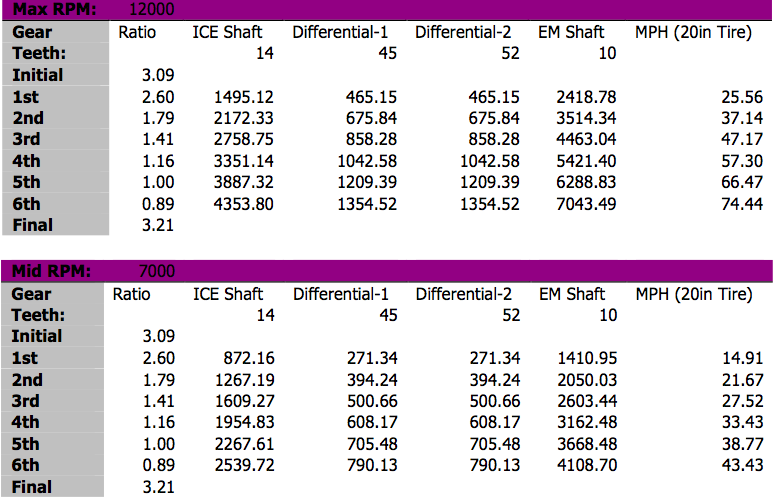 Max RPM: 12000
Gear Ratio ICE Shaft Differential-1 Differential-2 EM Shaft MPH (20in Tire)
Teeth: 14 45 52 10
Initial 3.09
1st 2.60 1495.12 465.15 465.15 2418.78 25.56
2nd 1.79 2172.33 675.84 675.84 3514.34 37.14
3rd 1.41 2758.75 858.28 858.28 4463.04 47.17
4th 1.16 3351.14 1042.58 1042.58 5421.40 57.30
5th 1.00 3887.32 1209.39 1209.39 6288.83 66.47
6th 0.89 4353.80 1354.52 1354.52 7043.49 74.44
Final 3.21
Mid RPM: 7000
Gear Ratio ICE Shaft Differential-1 Differential-2 EM Shaft MPH (20in Tire)
Teeth: 14 45 52 10
Initial 3.09
1st 2.60 872.16 271.34 271.34 1410.95 14.91
2nd 1.79 1267.19 394.24 394.24 2050.03 21.67
3rd 1.41 1609.27 500.66 500.66 2603.44 27.52
4th 1.16 1954.83 608.17 608.17 3162.48 33.43
5th 1.00 2267.61 705.48 705.48 3668.48 38.77
6th 0.89 2539.72 790.13 790.13 4108.70 43.43
Final 3.21